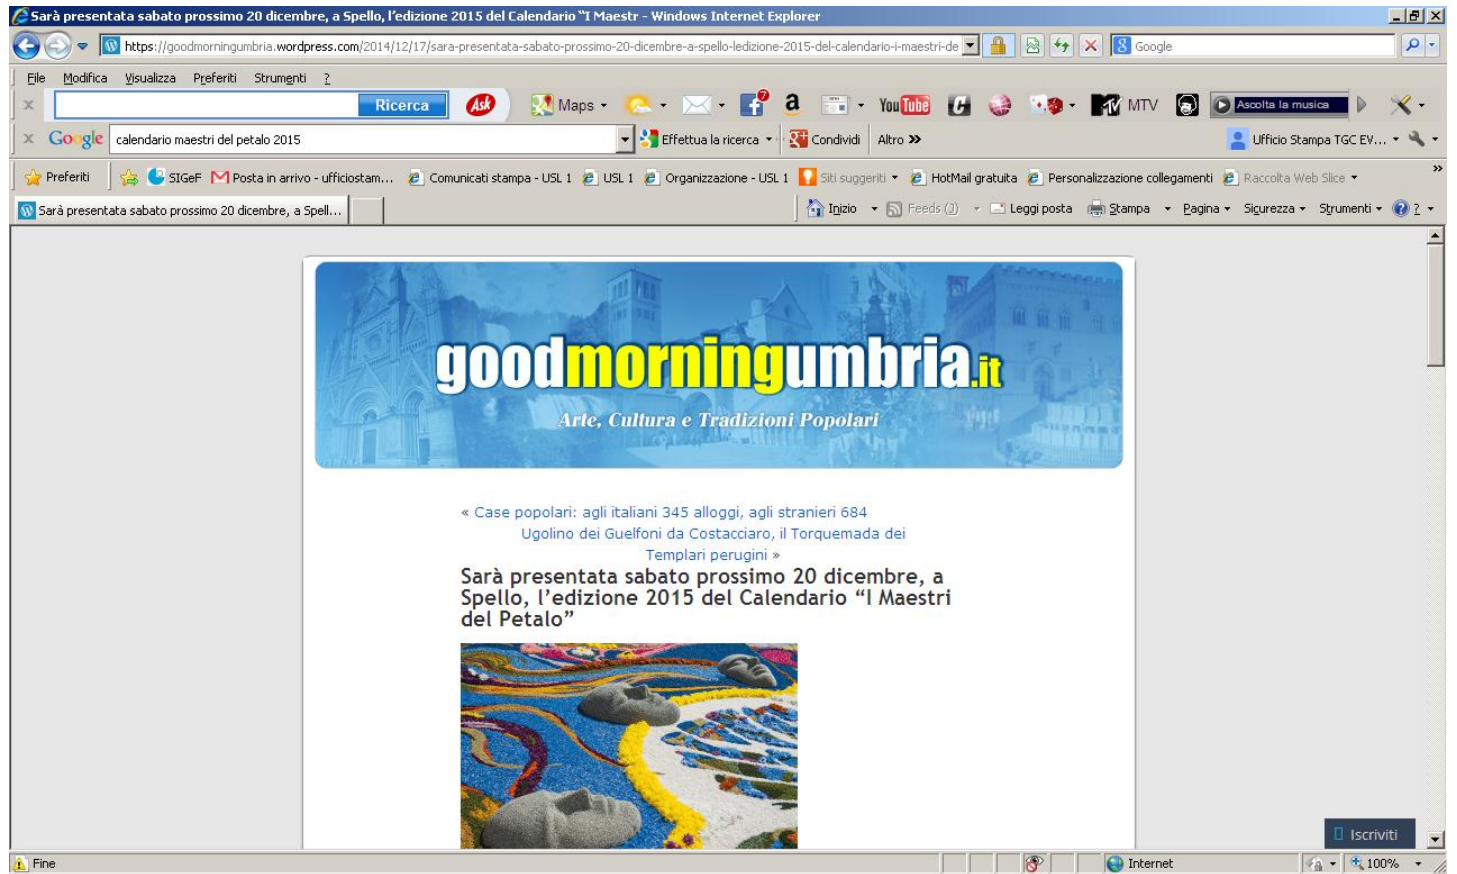 Sarà presentata sabato prossimo 20 dicembre, a Spello, l'edizione 2015 del Calendario "I Maestr - Windows Internet Explorer
https://goodmorningumbria.wordpress.com/2014/12/17/sara-presentata-sabato-prossimo-20-dicembre-a-spello-ledizione-2015-del-calendario-i-maestri-de
Google
File Modifica Visualizza Preferiti Strumenti ?
x Ricerca Ask Maps 7 a YouTube G MTV Ascolta la musica
x Google calendario maestri del petalo 2015 Effettua la ricerca Condividi Altro » Ufficio Stampa TGC EV...
Preferiti SIGeF Posta in arrivo - ufficiostam... Comunicati stampa - USL 1 USL 1 Organizzazione - USL 1 Siti suggeriti HotMail gratuita Personalizzazione collegamenti Raccolta Web Slice »
Sarà presentata sabato prossimo 20 dicembre, a Spell... Inizio Feeds (J) Leggi posta Stampa Pagina Sicurezza Strumenti ?
goodmorningumbria.it
Arte, Cultura e Tradizioni Popolari
« Case popolari: agli italiani 345 alloggi, agli stranieri 684
Ugolino dei Guelfoni da Costacciaro, il Torquemada dei
Templari perugini »
Sarà presentata sabato prossimo 20 dicembre, a
Spello, l'edizione 2015 del Calendario "I Maestri
del Petalo"
Iscriviti
Fine Internet 100%